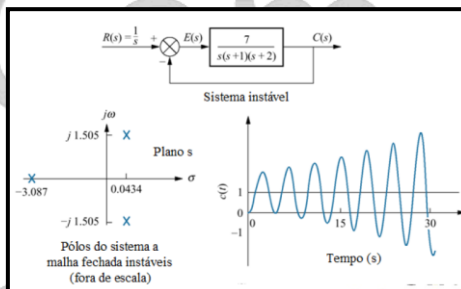 R(s) = 1/s
+
−
E(s)
7
s(s+1)(s+2)
C(s)
Sistema instável
jω
j 1.505
Plano s
σ
−3.087
0.0434
−j 1.505
Pólos do sistema a
malha fechada instáveis
(fora de escala)
c(t)
1
0
−1
0
15
30
Tempo (s)